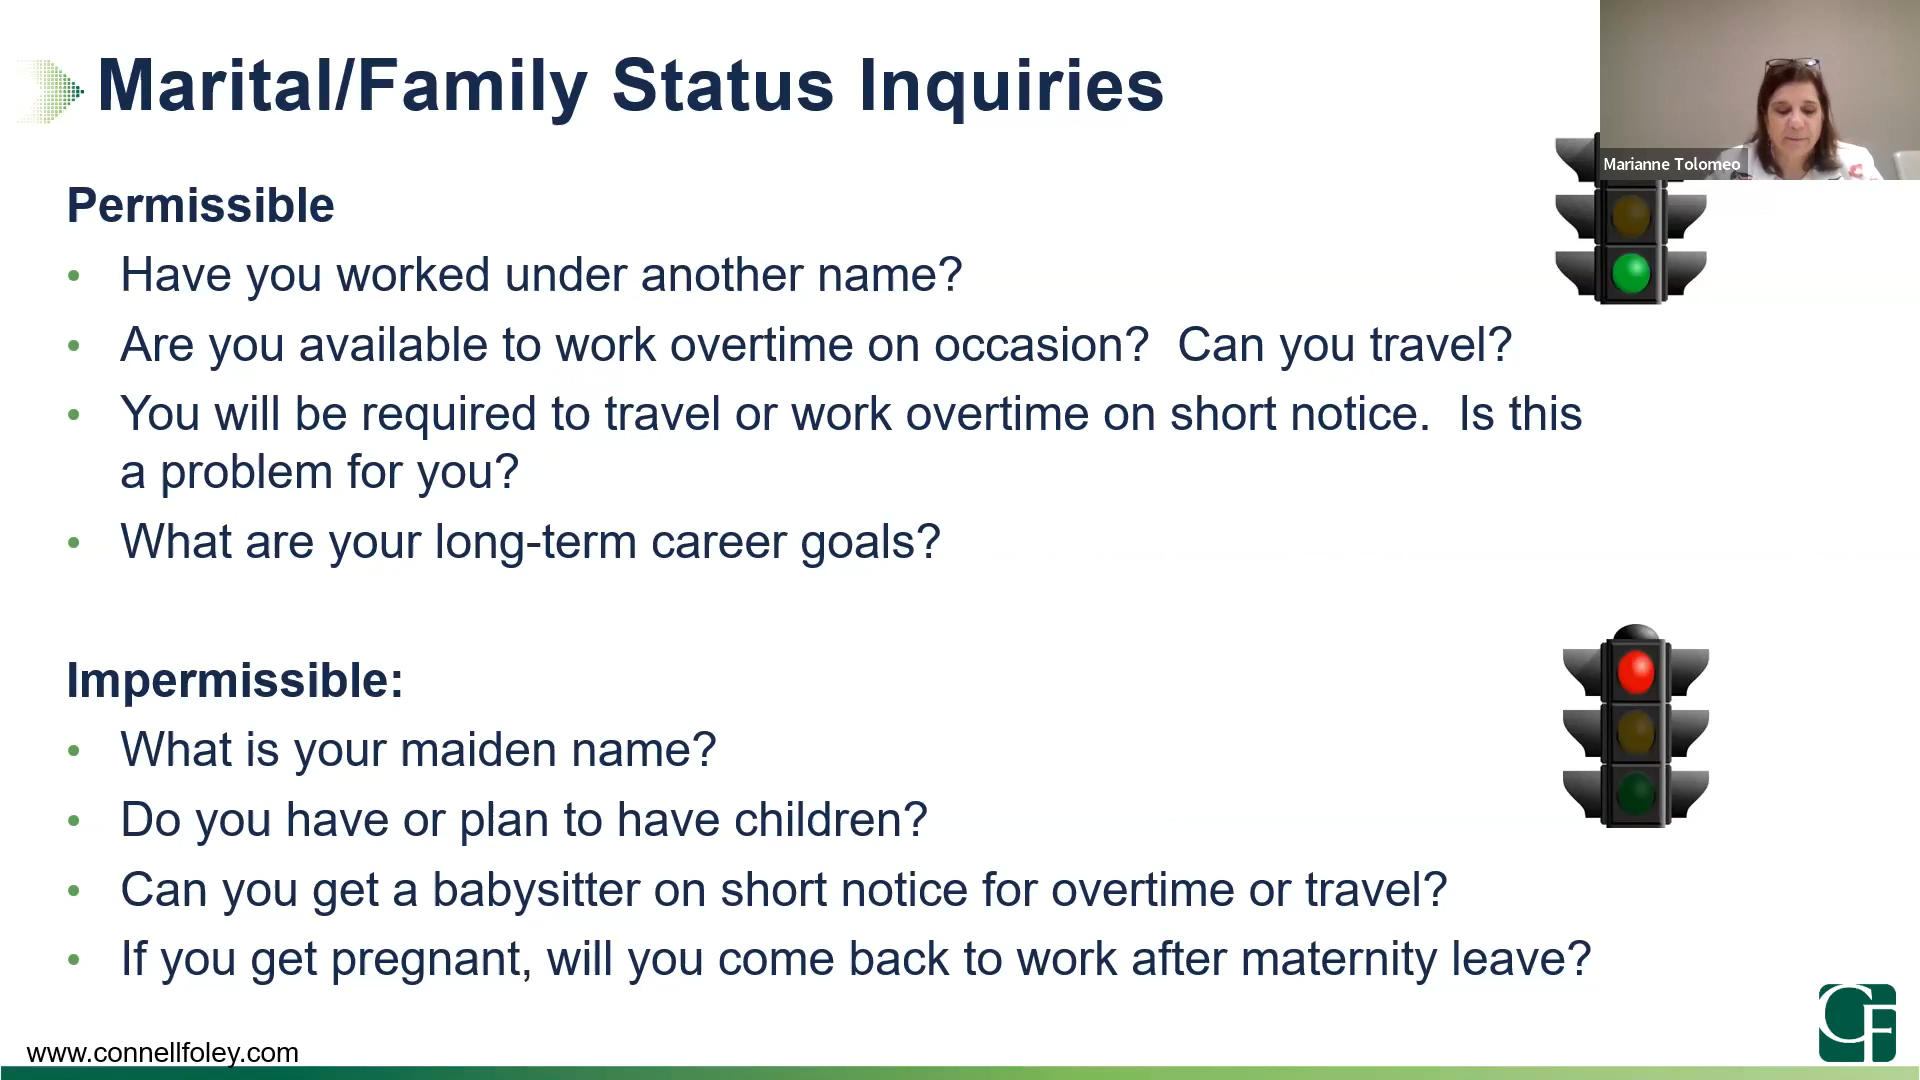 Marital/Family Status Inquiries
Marianne Tolomeo
Permissible
• Have you worked under another name?
• Are you available to work overtime on occasion?  Can you travel?
• You will be required to travel or work overtime on short notice.  Is this
a problem for you?
• What are your long-term career goals?
Impermissible:
• What is your maiden name?
• Do you have or plan to have children?
• Can you get a babysitter on short notice for overtime or travel?
• If you get pregnant, will you come back to work after maternity leave?
CF
www.connellfoley.com